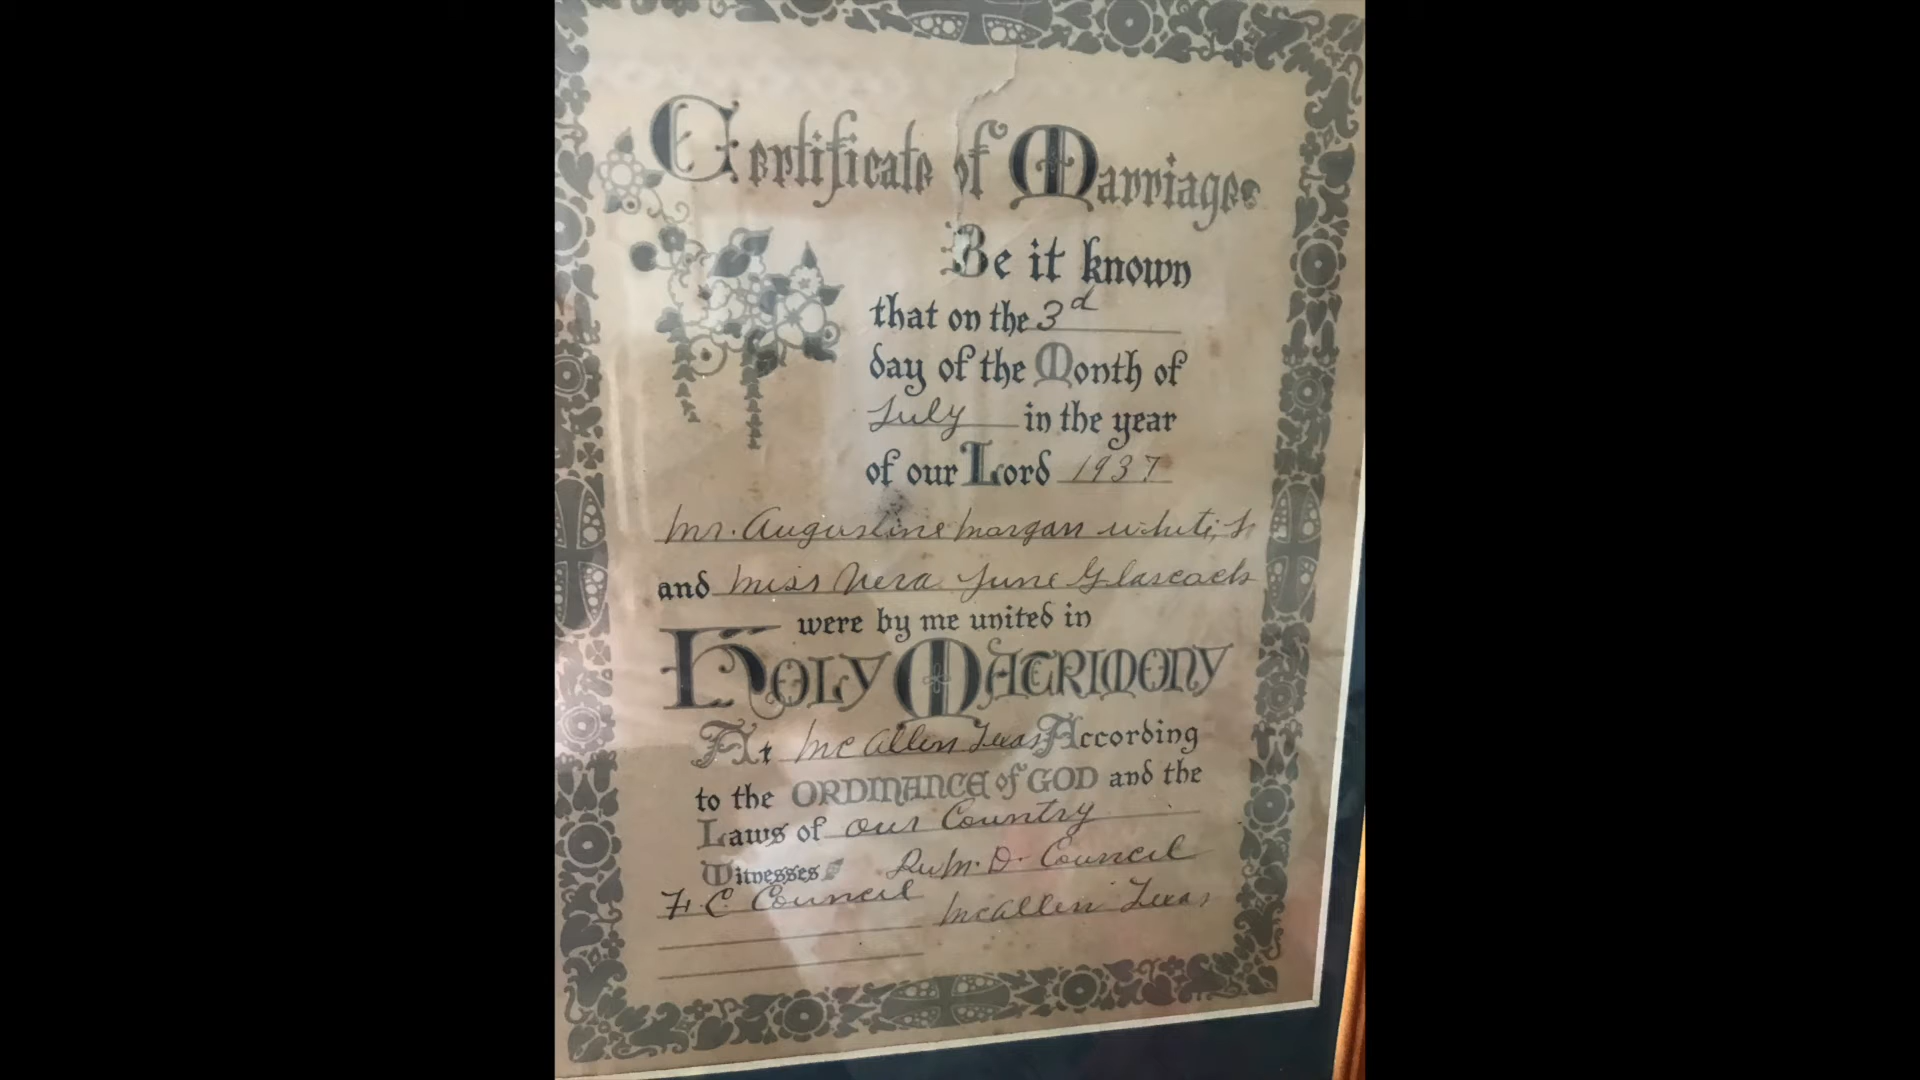 Certificate of Marriage
Be it known
that on the 3d
day of the Month of
July in the year
of our Lord 1937
Mr. Augustine Morgan White, Jr
and Miss Vera June Glascock
were by me united in
HOLY MATRIMONY
At McAllen Texas According
to the ORDINANCE of GOD and the
Laws of our Country
Witnesses M. D. Council
F. C. Council McAllen Texas